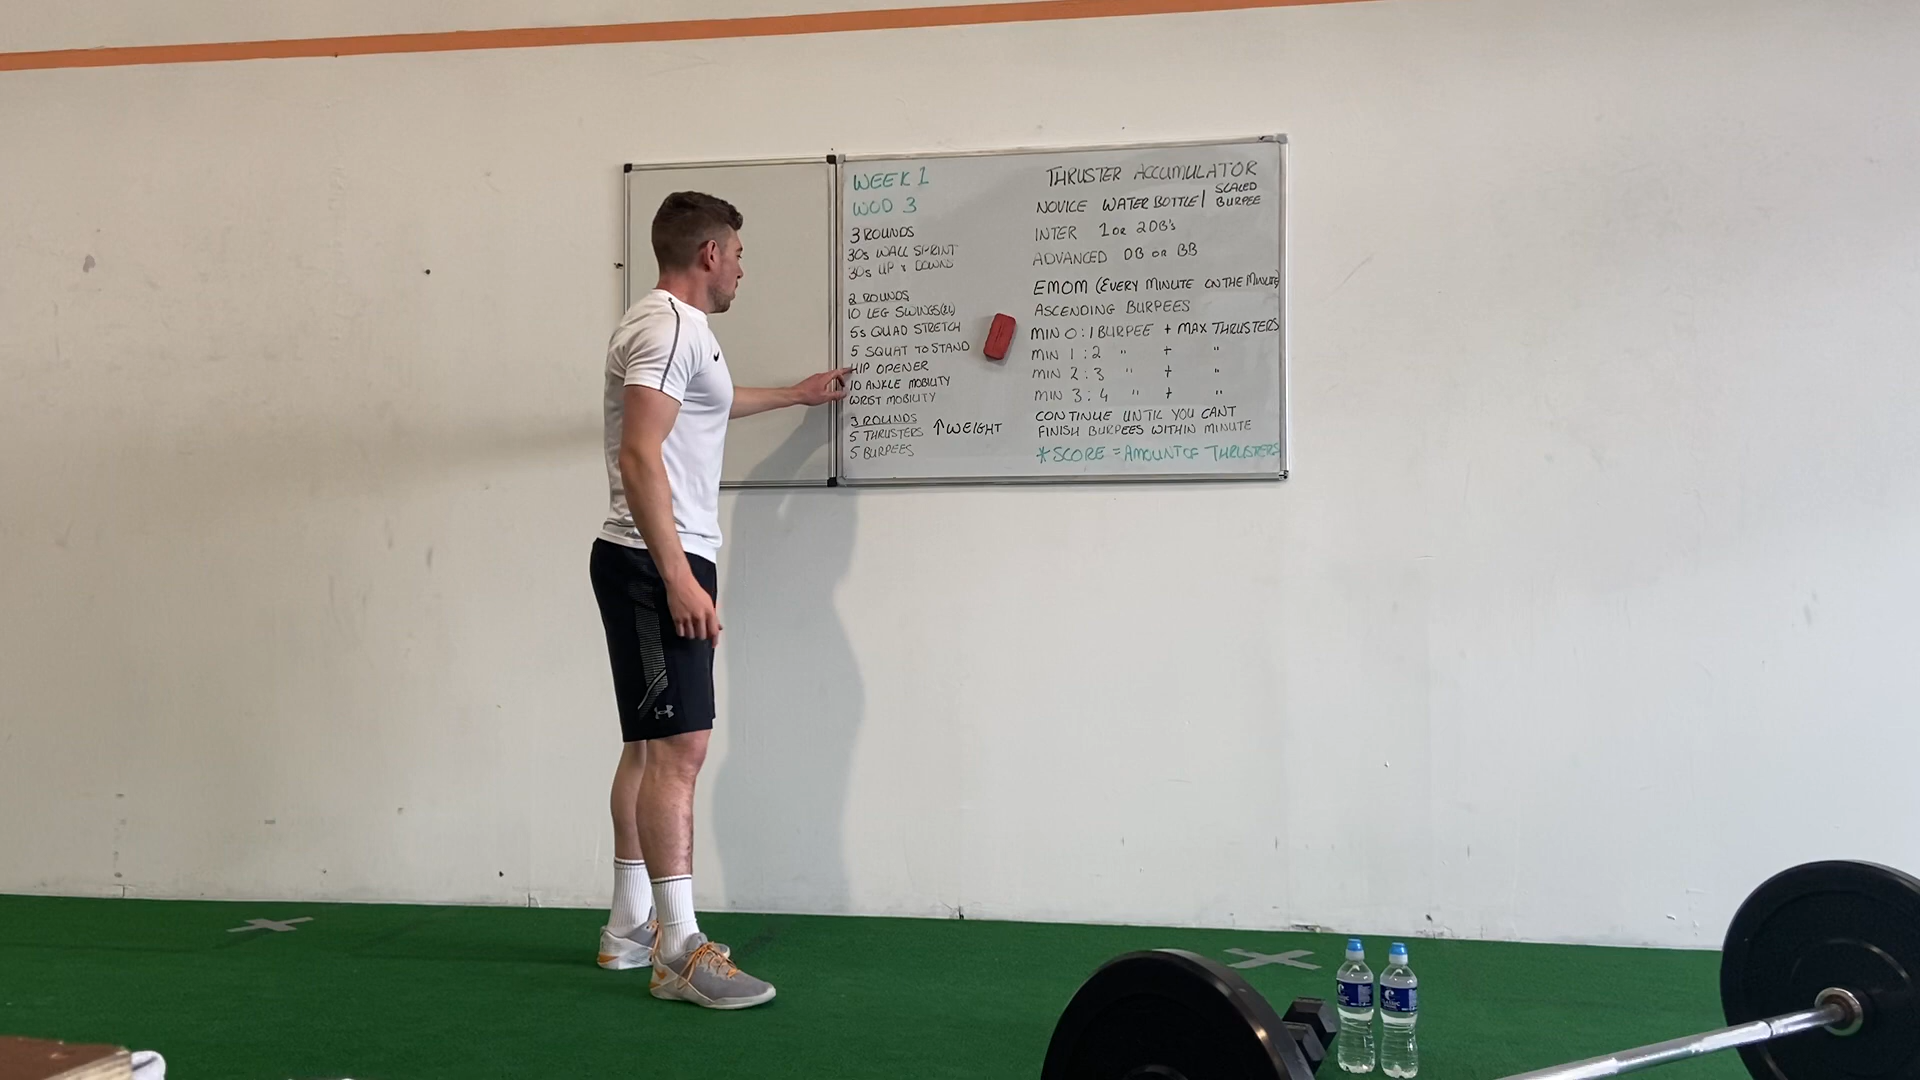 WEEK 1
WOD 3
3 ROUNDS
30s WALL SPRINT
30s UP & DOWNS
2 ROUNDS
10 LEG SWINGS(EL)
5s QUAD STRETCH
5 SQUAT TO STAND
HIP OPENER
10 ANKLE MOBILITY
WRIST MOBILITY
3 ROUNDS
5 THRUSTERS ↑WEIGHT
5 BURPEES
THRUSTER ACCUMULATOR
NOVICE WATER BOTTLE / SCALED BURPEE
INTER 1 OR 2 DB's
ADVANCED DB OR BB
EMOM (EVERY MINUTE ON THE MINUTE)
ASCENDING BURPEES
MIN 0 : 1 BURPEE + MAX THRUSTERS
MIN 1 : 2 " + "
MIN 2 : 3 " + "
MIN 3 : 4 " + "
CONTINUE UNTIL YOU CANT
FINISH BURPEES WITHIN MINUTE
* SCORE = AMOUNT OF THRUSTERS